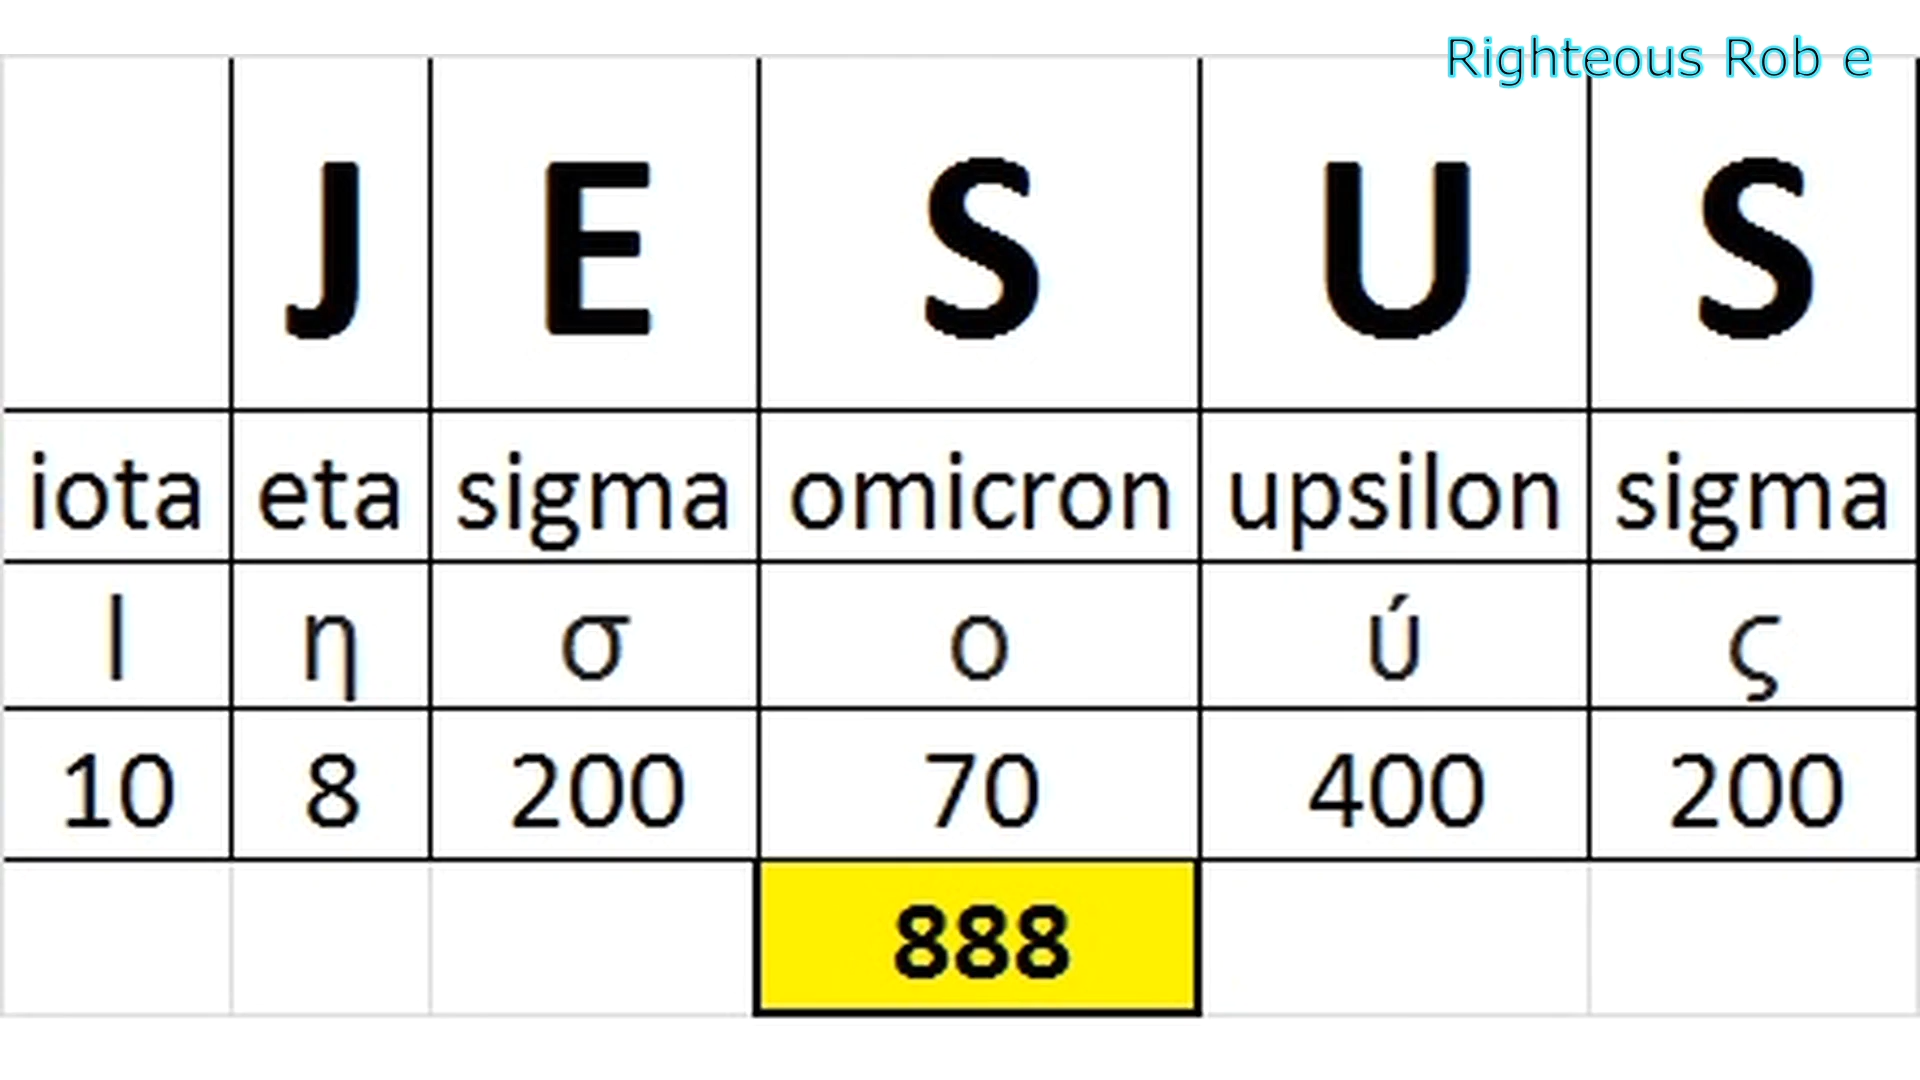 Righteous Rob e
J E S U S
iota eta sigma omicron upsilon sigma
Ι η σ ο ύ ς
10 8 200 70 400 200
888